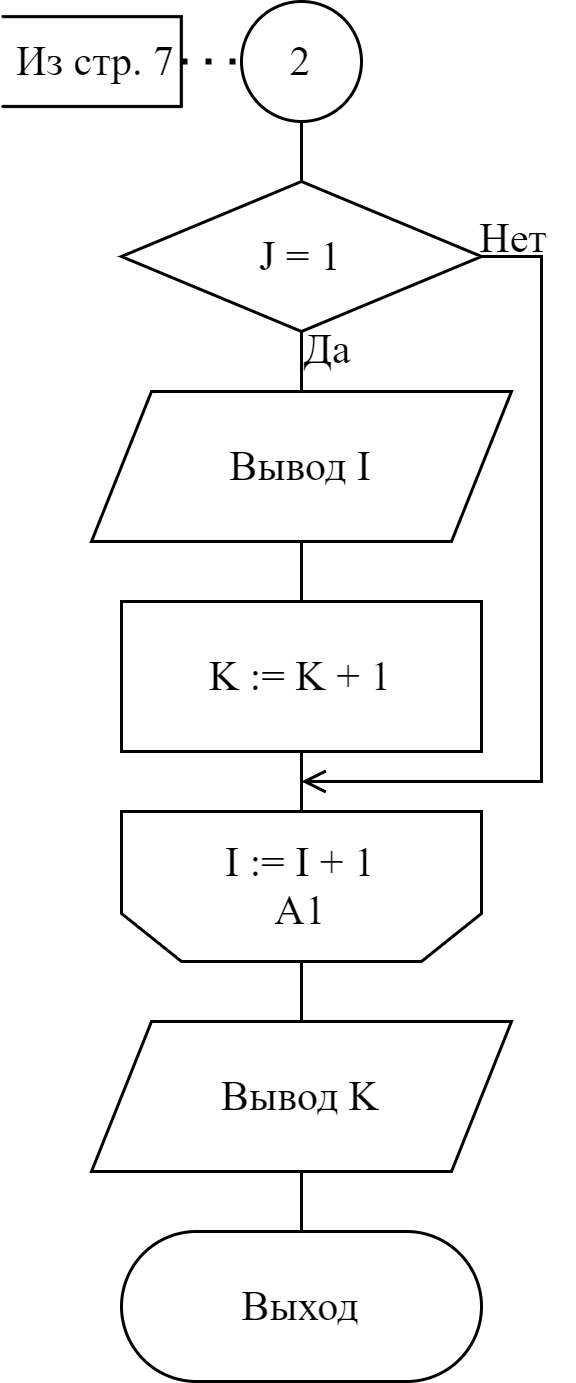 Из стр. 7
2
J = 1
Нет
Да
Вывод I
K := K + 1
I := I + 1
A1
Вывод K
Выход